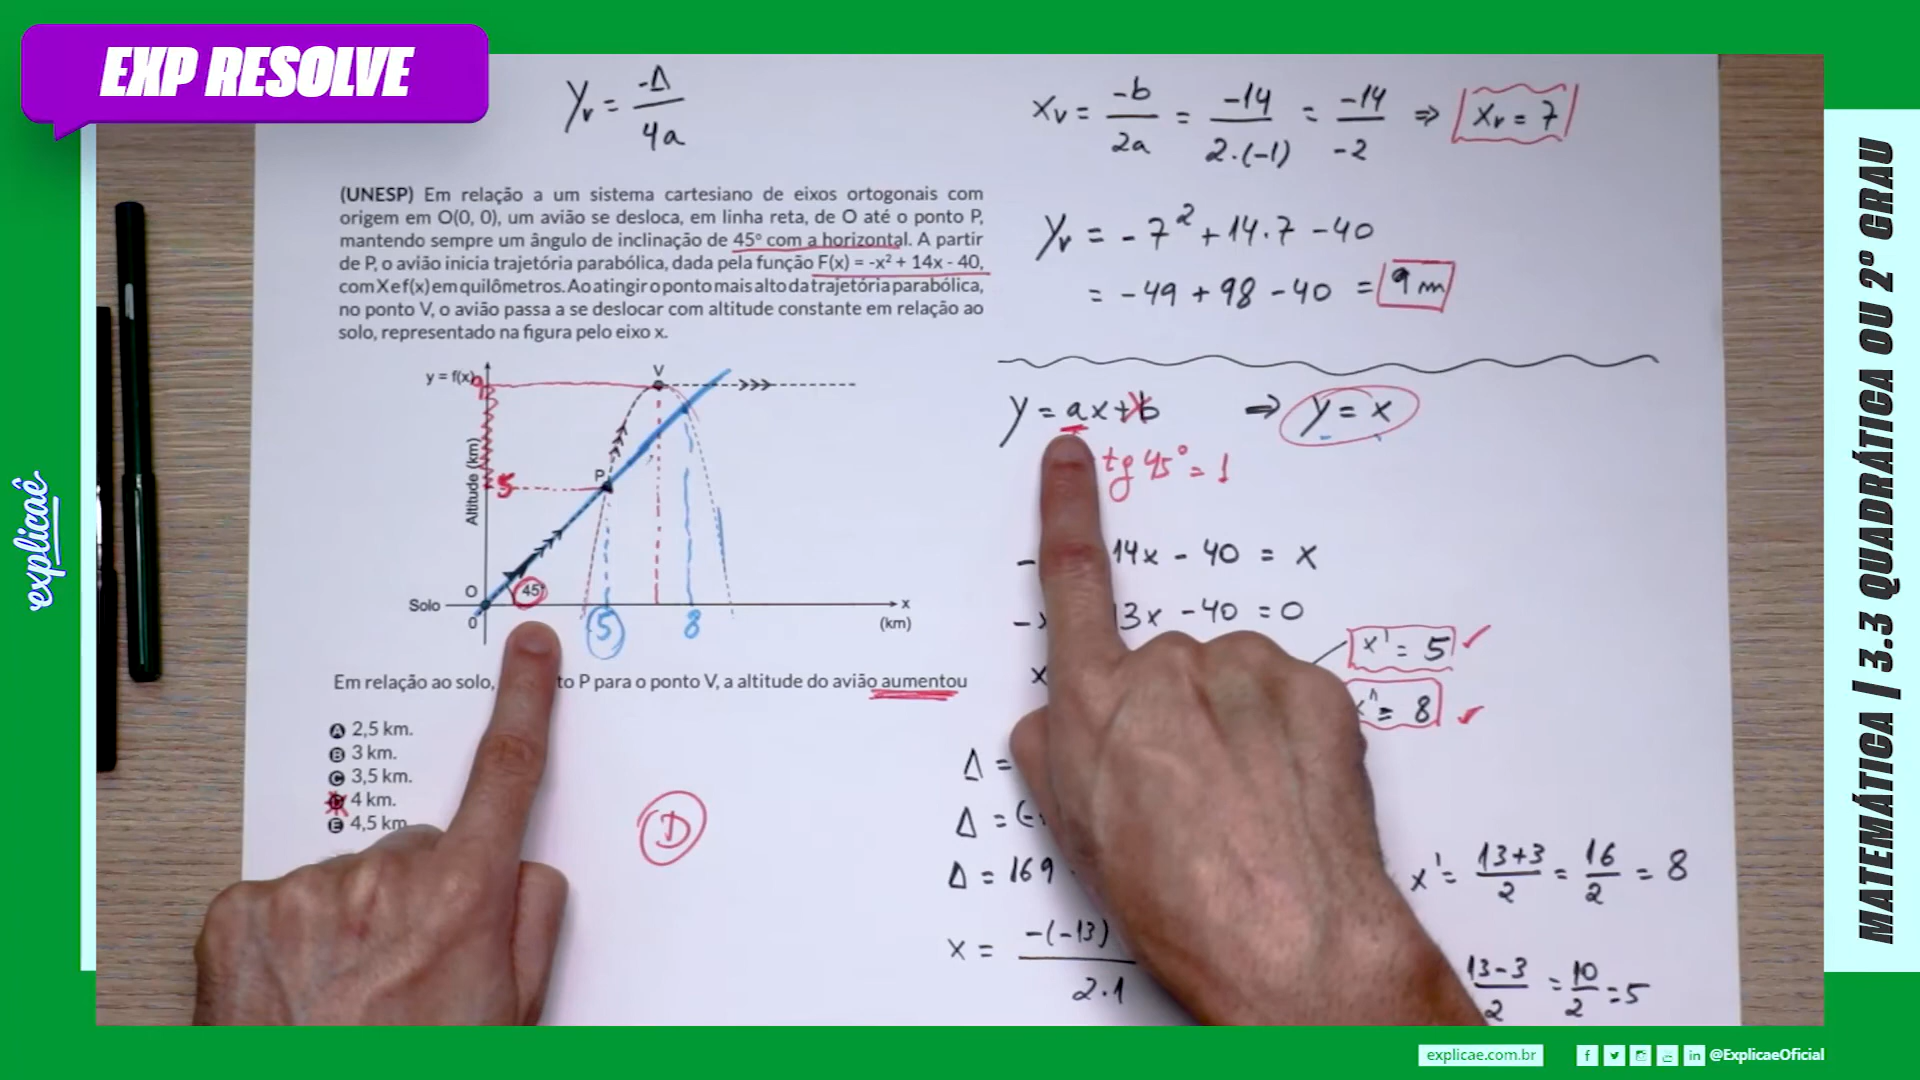 EXP RESOLVE
Yv = -Δ / 4a
(UNESP) Em relação a um sistema cartesiano de eixos ortogonais com
origem em O(0, 0), um avião se desloca, em linha reta, de O até o ponto P,
mantendo sempre um ângulo de inclinação de 45º com a horizontal. A partir
de P, o avião inicia trajetória parabólica, dada pela função F(x) = -x² + 14x - 40,
com X e f(x) em quilômetros. Ao atingir o ponto mais alto da trajetória parabólica,
no ponto V, o avião passa a se deslocar com altitude constante em relação ao
solo, representado na figura pelo eixo x.
y = f(x) 9
V
Altitude (km)
5
P
O
45º
Solo
x
0
5
8
(km)
Em relação ao solo, to P para o ponto V, a altitude do avião aumentou
A 2,5 km.
B 3 km.
C 3,5 km.
D 4 km.
E 4,5 km
D
Xv = -b / 2a = -14 / 2.(-1) = -14 / -2 ⇒ Xv = 7
Yv = -7² + 14.7 - 40
= -49 + 98 - 40 = 9 m
y = ax + b → y = x
tg 45° = 1
- 14x - 40 = x
- 3x - 40 = 0
x' = 5 ✓
x" = 8 ✓
Δ =
Δ = (-
Δ = 169
x = -(-13) / 2.1
x' = 13+3 / 2 = 16 / 2 = 8
13-3 / 2 = 10 / 2 = 5
explicaê
MATEMÁTICA | 3.3 QUADRÁTICA OU 2º GRAU
explicae.com.br
@ExplicaeOficial